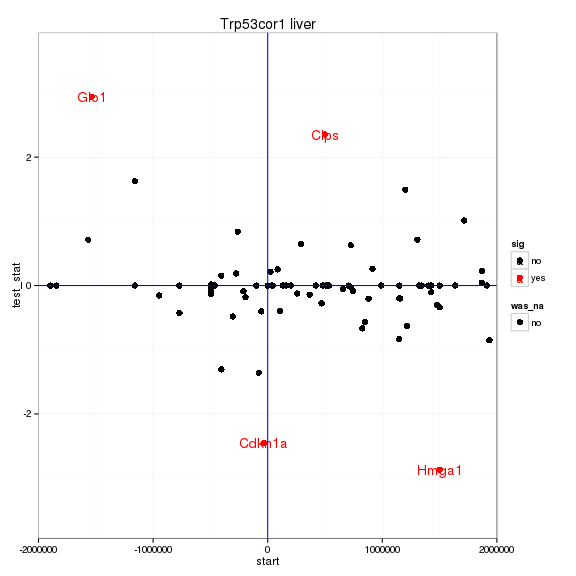 Trp53cor1 liver
Glo1
Clps
2
sig
no
yes
0
test_stat
was_na
no
-2
Cdkn1a
Hmga1
-2000000
-1000000
0
1000000
2000000
start